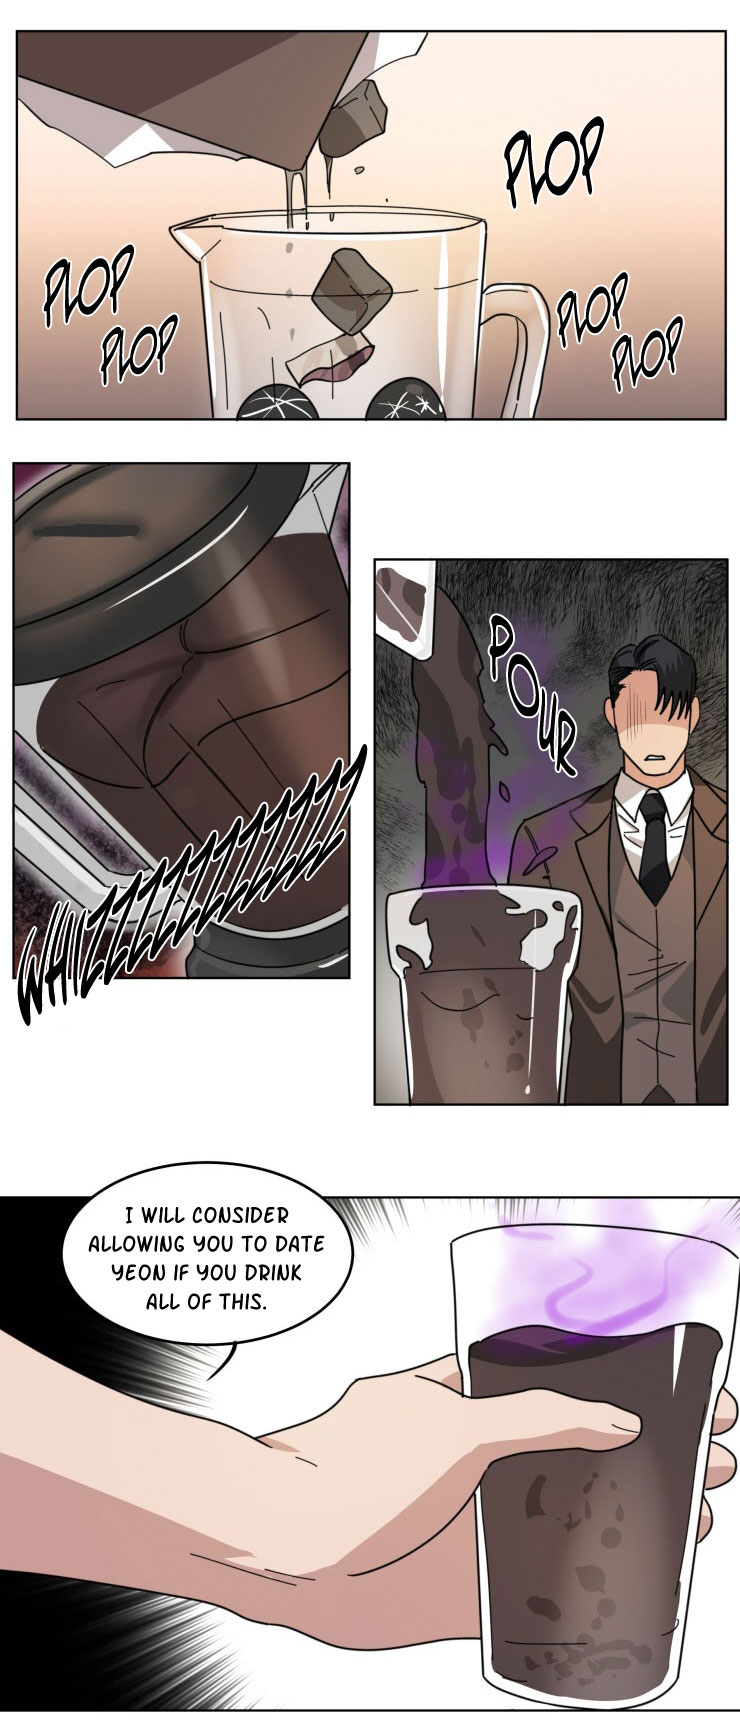 PLOP
PLOP
PLOP
PLOP
PLOP
WHIZZZZZZZZZZZZZZ
POUR
I WILL CONSIDER
ALLOWING YOU TO DATE
YEON IF YOU DRINK
ALL OF THIS.